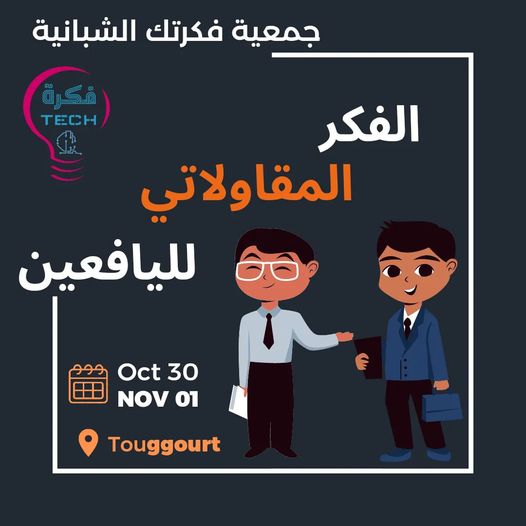 جمعية فكرتك الشبانية
فكرة
TECH
الفكر
المقاولاتي
لليافعين
Oct 30
NOV 01
Touggourt